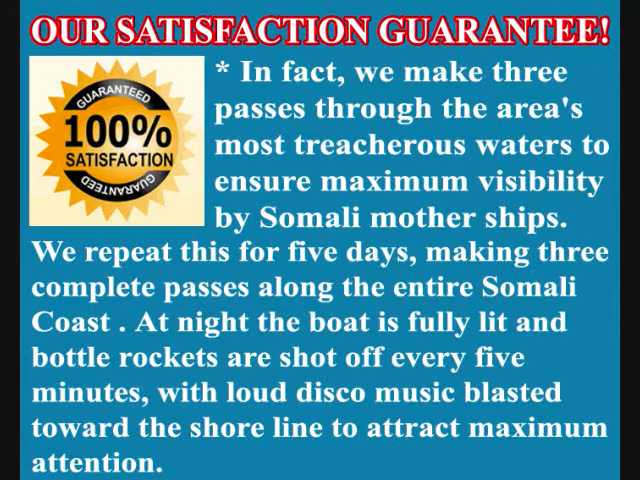 OUR SATISFACTION GUARANTEE!
GUARANTEED
100%
SATISFACTION
GUARANTEED
* In fact, we make three
passes through the area's
most treacherous waters to
ensure maximum visibility
by Somali mother ships.
We repeat this for five days, making three
complete passes along the entire Somali
Coast . At night the boat is fully lit and
bottle rockets are shot off every five
minutes, with loud disco music blasted
toward the shore line to attract maximum
attention.